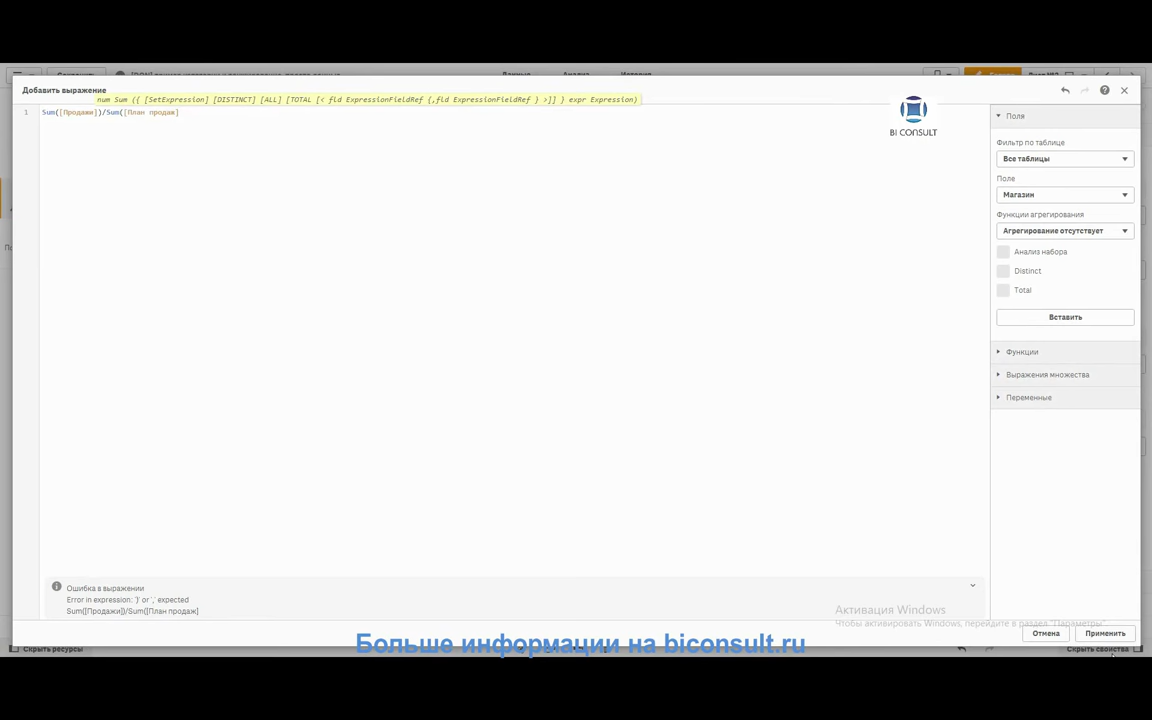 Данные
Анализ
История
Добавить выражение
num Sum ({ [SetExpression] [DISTINCT] [ALL] [TOTAL [< fld ExpressionFieldRef {,fld ExpressionFieldRef } >]] } expr Expression)
1 Sum([Продажи])/Sum([План продаж]
BI CONSULT
Поля
Фильтр по таблице
Все таблицы
Поле
Магазин
Функции агрегирования
Агрегирование отсутствует
Анализ набора
Distinct
Total
Вставить
Функции
Выражения множества
Переменные
Ошибка в выражении
Error in expression: ')' or ',' expected
Sum([Продажи])/Sum([План продаж]
Активация Windows
Чтобы активировать Windows, перейдите в раздел "Параметры".
Отмена
Применить
Больше информации на biconsult.ru
Скрыть ресурсы
Скрыть свойства